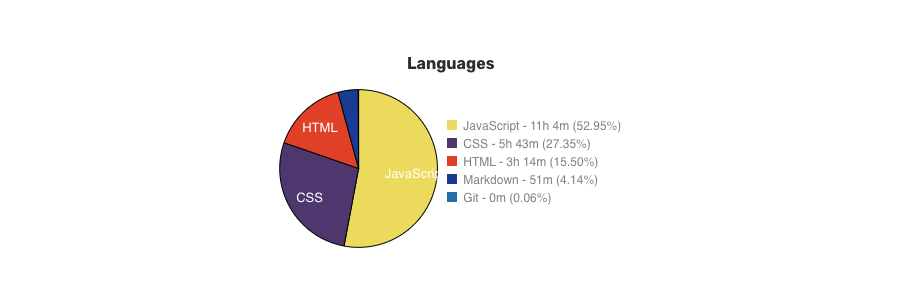 Languages
HTML
JavaScrip
CSS
JavaScript - 11h 4m (52.95%)
CSS - 5h 43m (27.35%)
HTML - 3h 14m (15.50%)
Markdown - 51m (4.14%)
Git - 0m (0.06%)